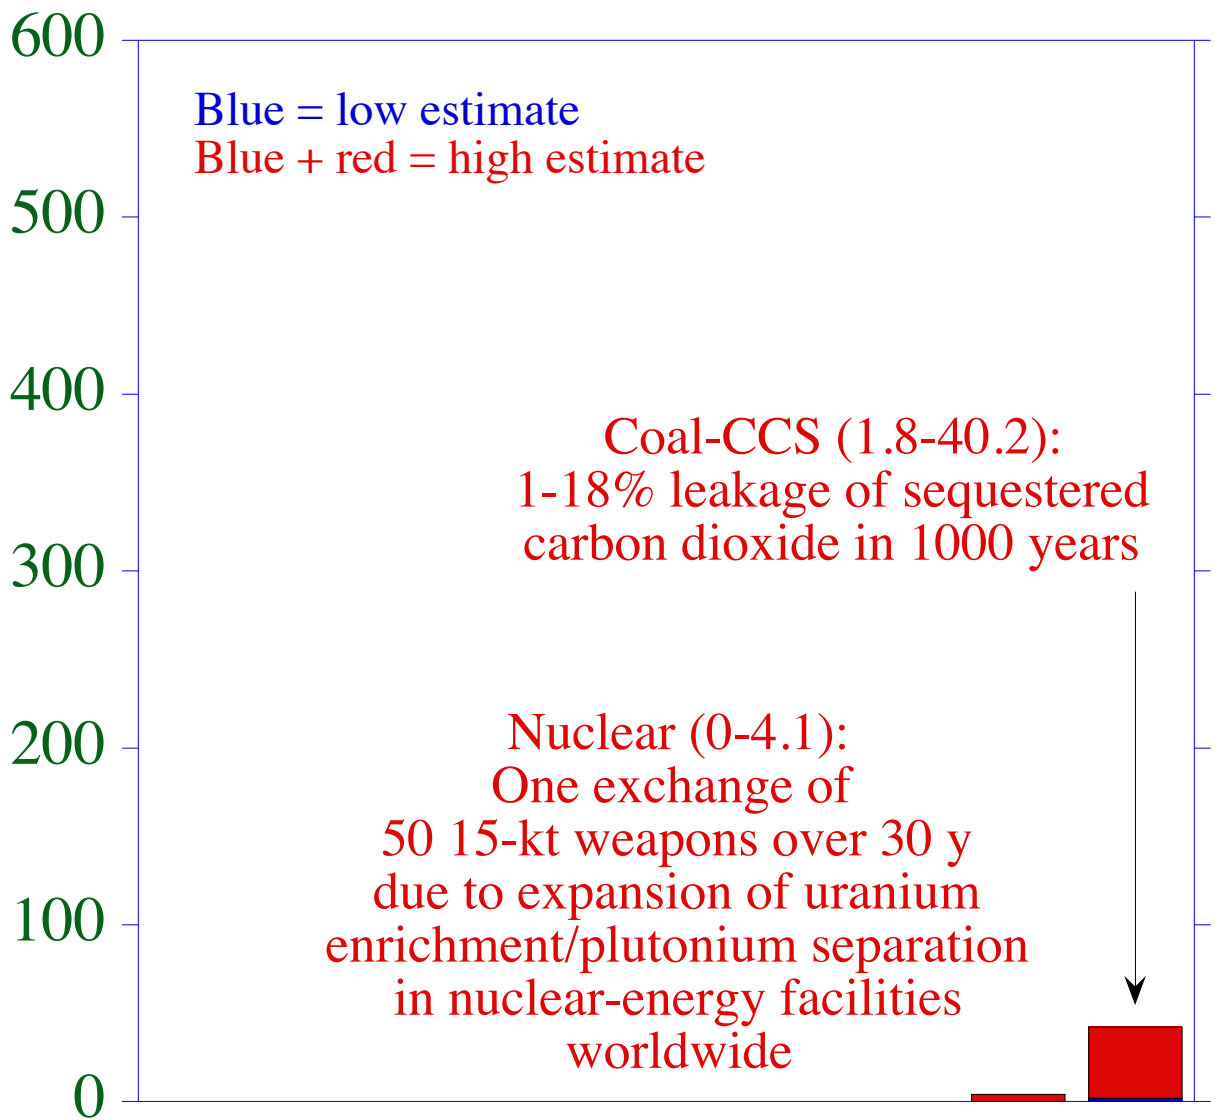 600
Blue = low estimate
Blue + red = high estimate
500
400
Coal-CCS (1.8-40.2):
1-18% leakage of sequestered
carbon dioxide in 1000 years
300
200
Nuclear (0-4.1):
One exchange of
50 15-kt weapons over 30 y
due to expansion of uranium
100
enrichment/plutonium separation
in nuclear-energy facilities
worldwide
0